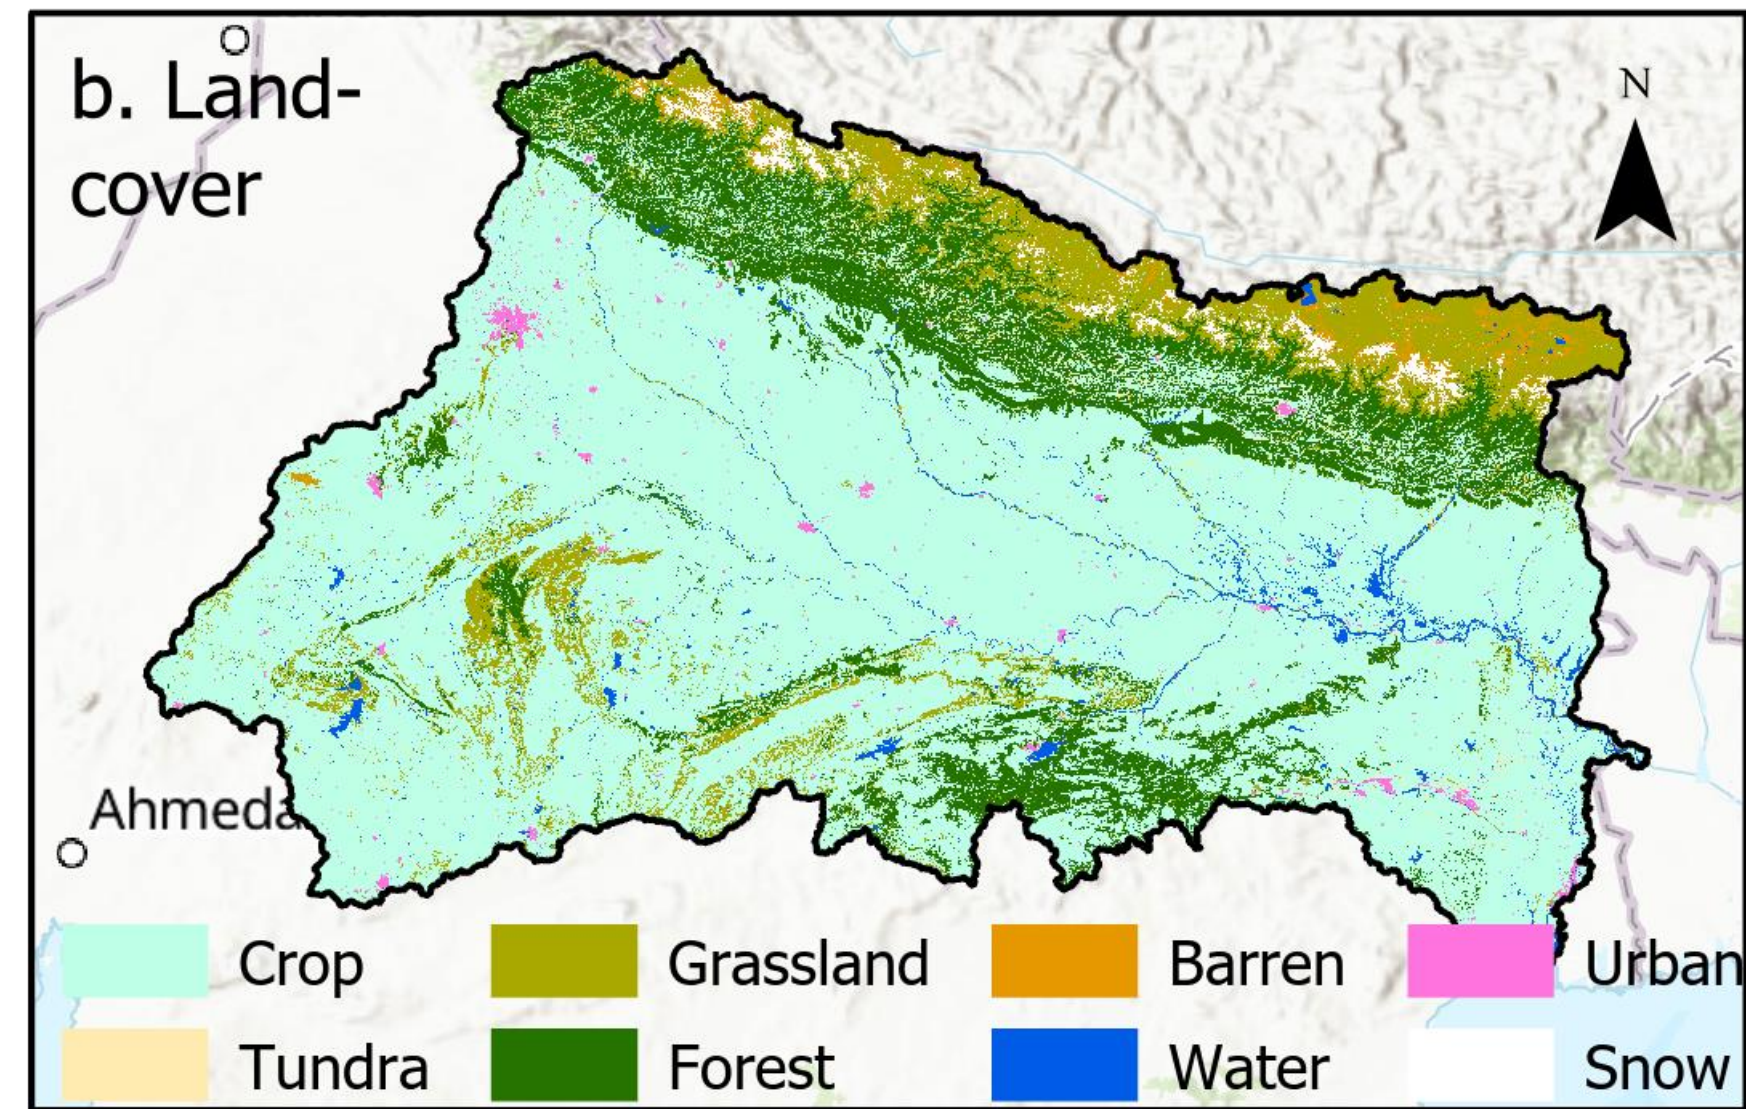 b. Land-
cover
N
Ahmeda
Crop
Grassland
Barren
Urban
Tundra
Forest
Water
Snow